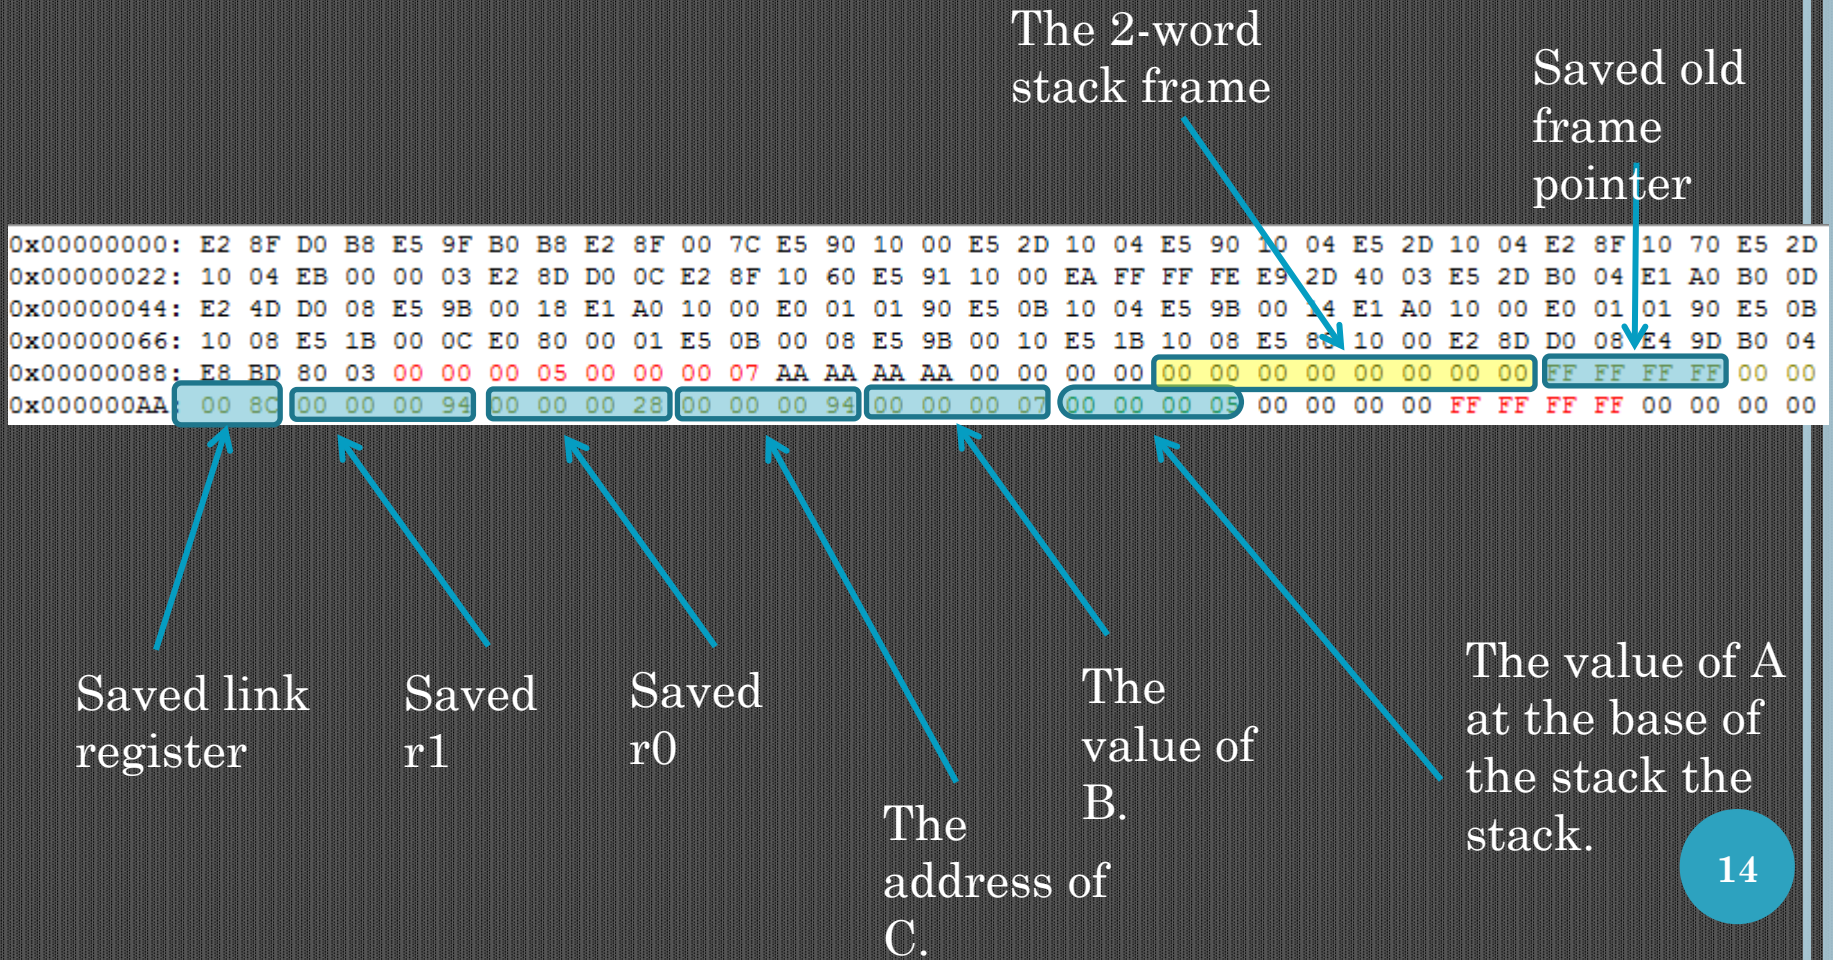 The 2-word
stack frame
Saved old
frame
pointer
0x00000000: E2 8F D0 B8 E5 9F B0 B8 E2 8F 00 7C E5 90 10 00 E5 2D 10 04 E5 90 10 04 E5 2D 10 04 E2 8F 10 70 E5 2D
0x00000022: 10 04 EB 00 00 03 E2 8D D0 0C E2 8F 10 60 E5 91 10 00 EA FF FF FE E9 2D 40 03 E5 2D B0 04 E1 A0 B0 0D
0x00000044: E2 4D D0 08 E5 9B 00 18 E1 A0 10 00 E0 01 01 90 E5 0B 10 04 E5 9B 00 14 E1 A0 10 00 E0 01 01 90 E5 0B
0x00000066: 10 08 E5 1B 00 0C E0 80 00 01 E5 0B 00 08 E5 9B 00 10 E5 1B 10 08 E5 80 10 00 E2 8D D0 08 E4 9D B0 04
0x00000088: E8 BD 80 03 00 00 00 05 00 00 00 07 AA AA AA AA 00 00 00 00 00 00 00 00 00 00 00 00 FF FF FF FF 00 00
0x000000AA: 00 8C 00 00 00 94 00 00 00 28 00 00 00 94 00 00 00 07 00 00 00 05 00 00 00 00 FF FF FF FF 00 00 00 00
Saved link
register
Saved
r1
Saved
r0
The
address of
C.
The
value of
B.
The value of A
at the base of
the stack the
stack.
14